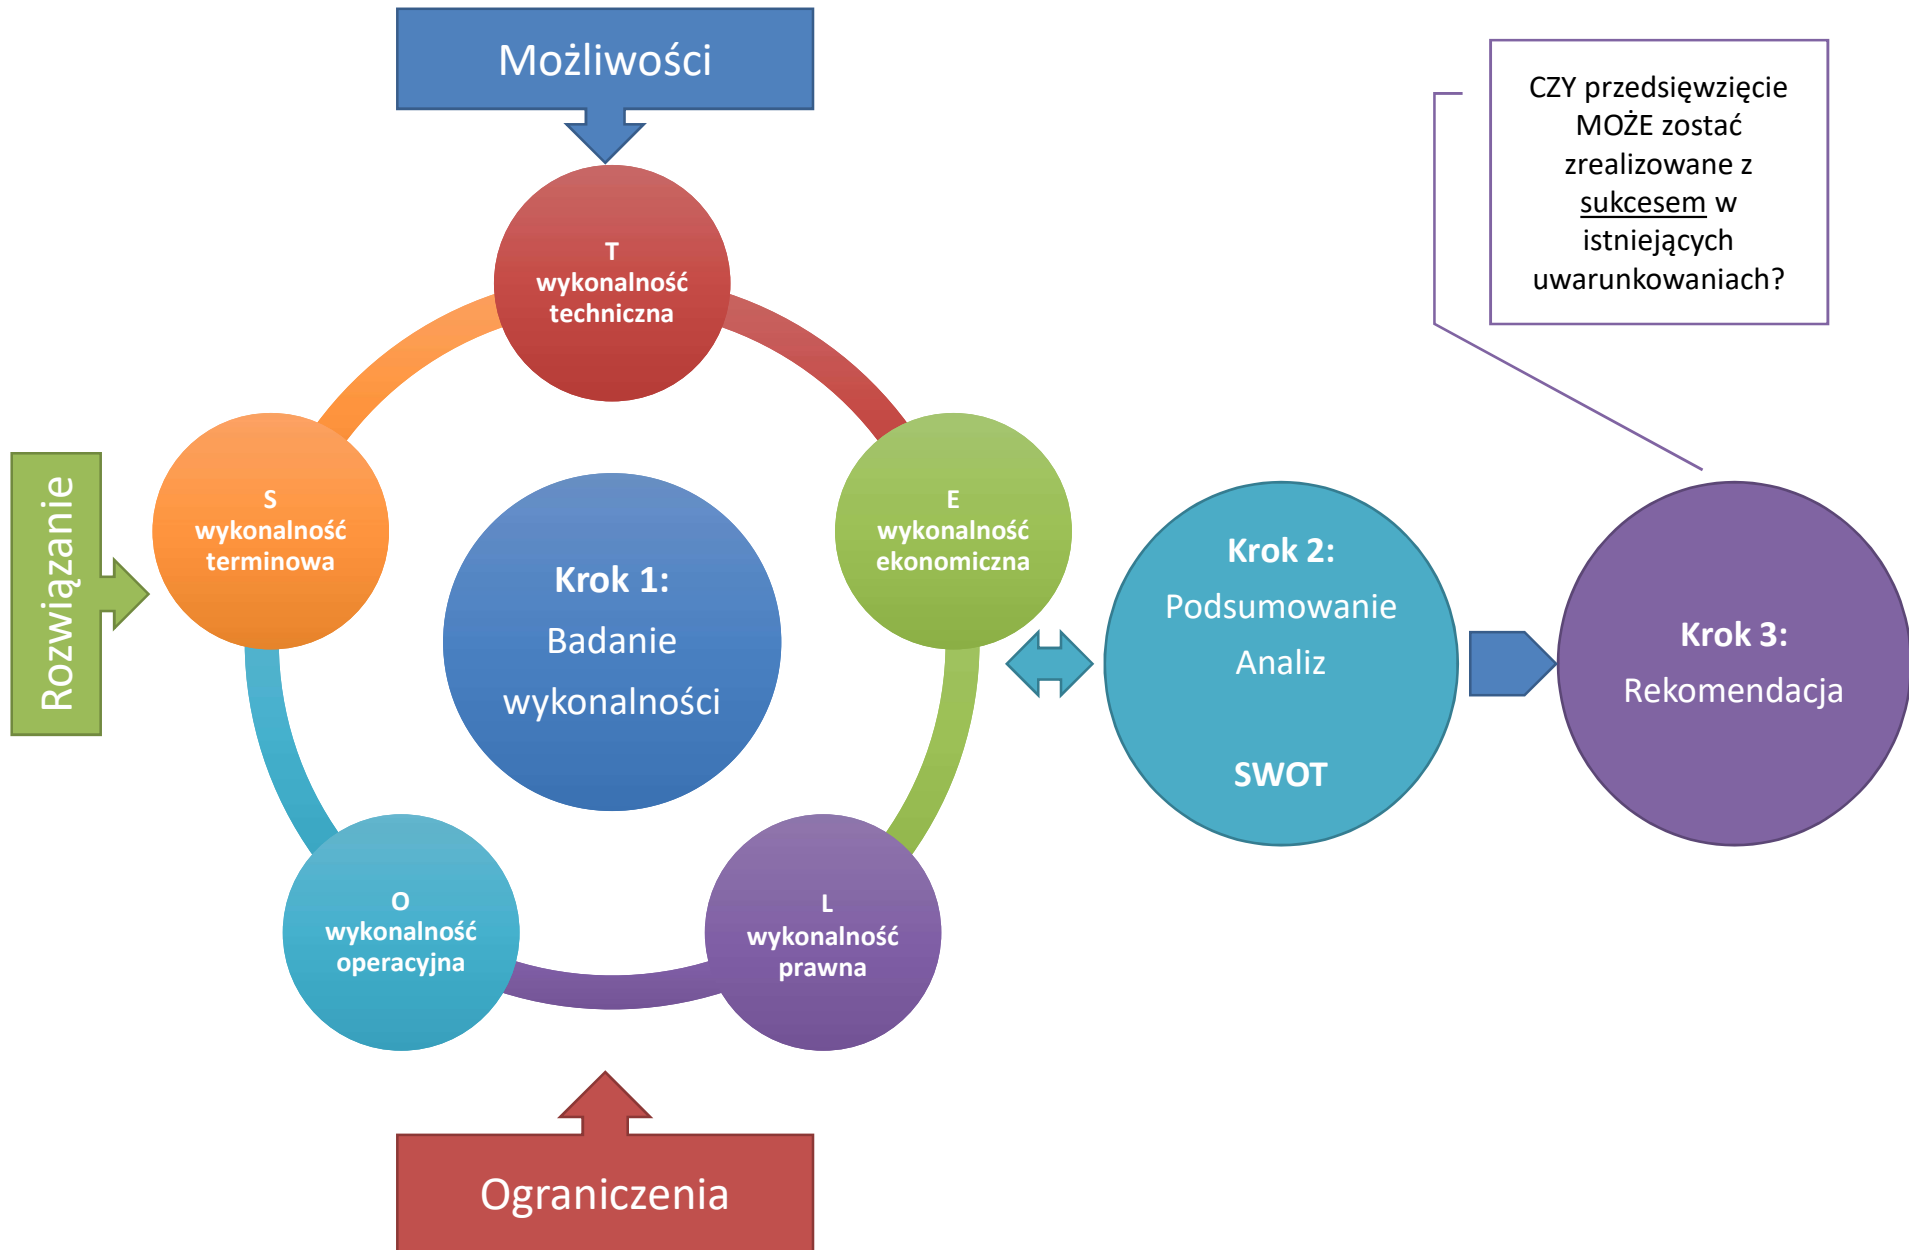 Możliwości
CZY przedsięwzięcie
MOŻE zostać
zrealizowane z
sukcesem w
istniejących
uwarunkowaniach?
T
wykonalność
techniczna
Rozwiązanie
S
wykonalność
terminowa
E
wykonalność
ekonomiczna
Krok 1:
Badanie
wykonalności
Krok 2:
Podsumowanie
Analiz
SWOT
Krok 3:
Rekomendacja
O
wykonalność
operacyjna
L
wykonalność
prawna
Ograniczenia